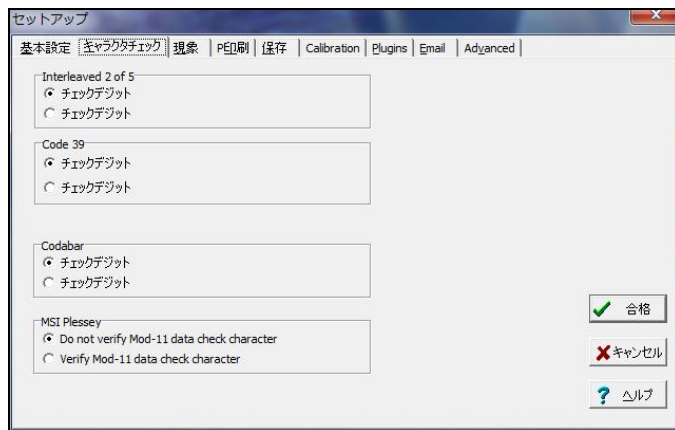 セットアップ
基本設定 キャラクタチェック 現象 PE印刷 保存 Calibration Plugins Email Advanced
Interleaved 2 of 5
チェックデジット
チェックデジット
Code 39
チェックデジット
チェックデジット
Codabar
チェックデジット
チェックデジット
MSI Plessey
Do not verify Mod-11 data check character
Verify Mod-11 data check character
合格
キャンセル
ヘルプ